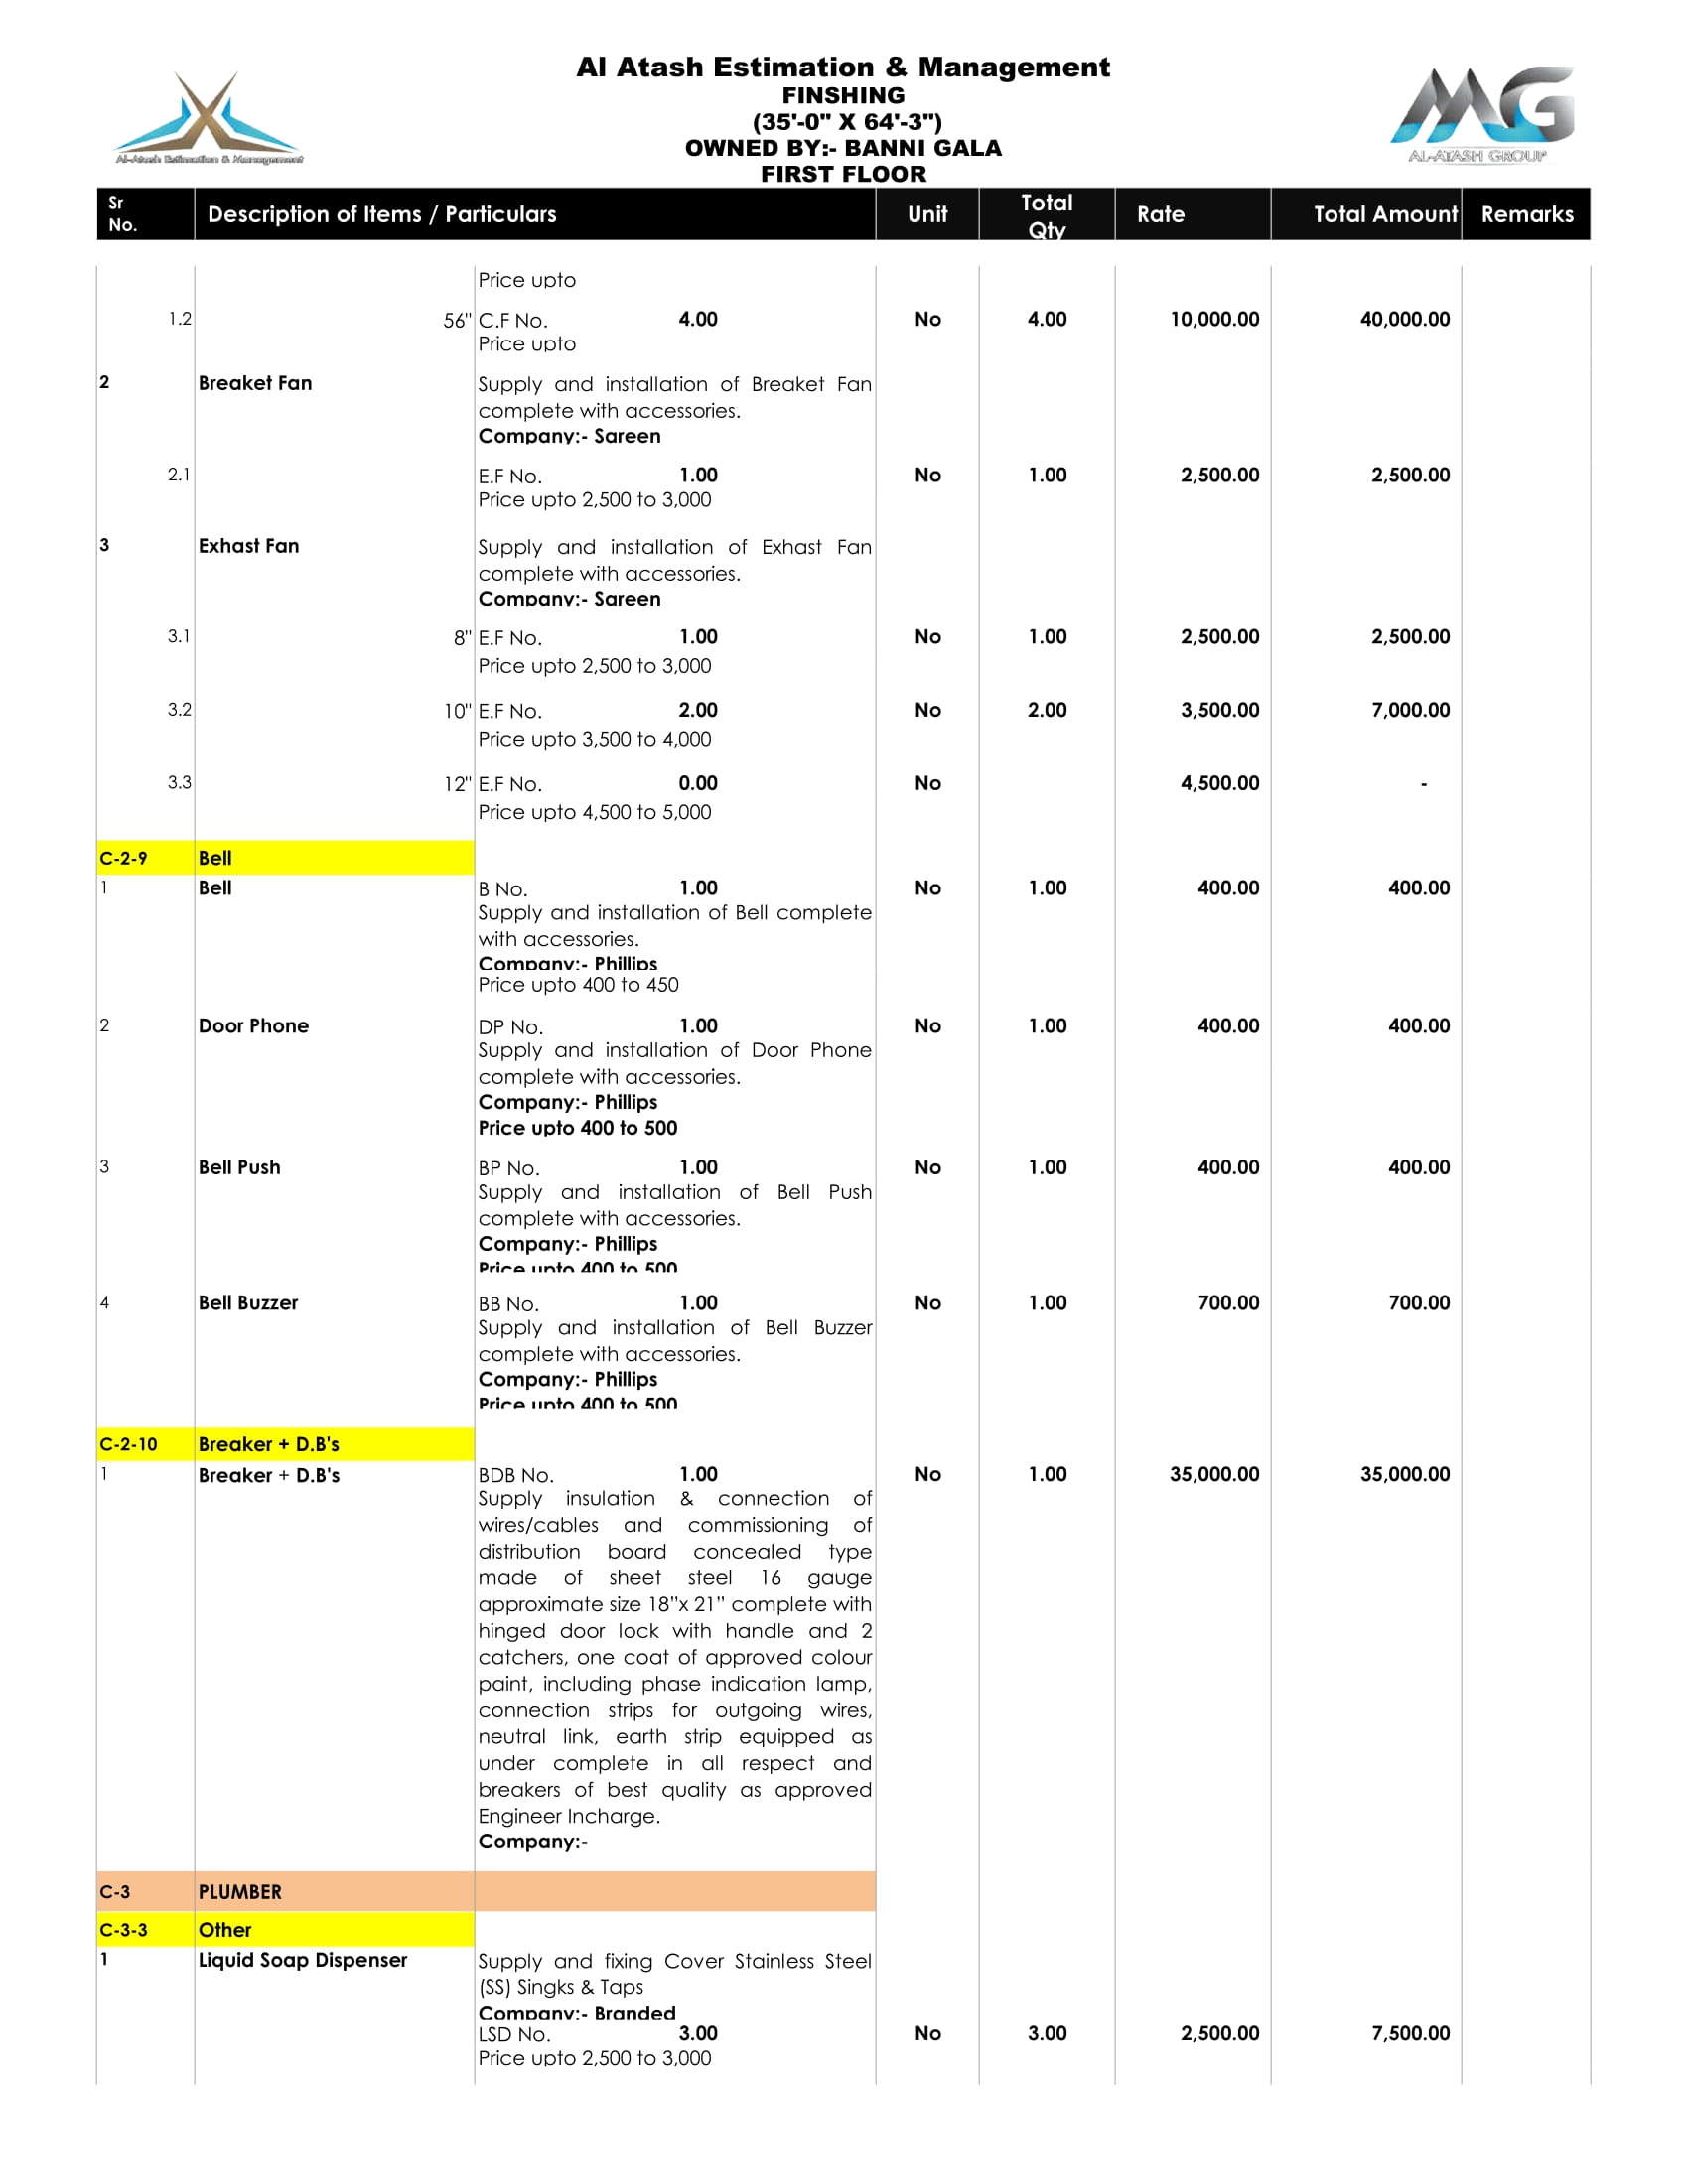 Al Atash Estimation & Management
FINSHING
(35'-0" X 64'-3")
OWNED BY:- BANNI GALA
FIRST FLOOR
Al-Atash Estimation & Management
MG
AL-ATASH GROUP
Sr No. Description of Items / Particulars Unit Total Qty Rate Total Amount Remarks
Price upto
1.2 56" C.F No. 4.00 No 4.00 10,000.00 40,000.00
Price upto
2 Breaket Fan Supply and installation of Breaket Fan
complete with accessories.
Company:- Sareen
2.1 E.F No. 1.00 No 1.00 2,500.00 2,500.00
Price upto 2,500 to 3,000
3 Exhast Fan Supply and installation of Exhast Fan
complete with accessories.
Company:- Sareen
3.1 8" E.F No. 1.00 No 1.00 2,500.00 2,500.00
Price upto 2,500 to 3,000
3.2 10" E.F No. 2.00 No 2.00 3,500.00 7,000.00
Price upto 3,500 to 4,000
3.3 12" E.F No. 0.00 No 4,500.00 -
Price upto 4,500 to 5,000
C-2-9 Bell
1 Bell B No. 1.00 No 1.00 400.00 400.00
Supply and installation of Bell complete
with accessories.
Company:- Phillips
Price upto 400 to 450
2 Door Phone DP No. 1.00 No 1.00 400.00 400.00
Supply and installation of Door Phone
complete with accessories.
Company:- Phillips
Price upto 400 to 500
3 Bell Push BP No. 1.00 No 1.00 400.00 400.00
Supply and installation of Bell Push
complete with accessories.
Company:- Phillips
Price upto 400 to 500
4 Bell Buzzer BB No. 1.00 No 1.00 700.00 700.00
Supply and installation of Bell Buzzer
complete with accessories.
Company:- Phillips
Price upto 400 to 500
C-2-10 Breaker + D.B's
1 Breaker + D.B's BDB No. 1.00 No 1.00 35,000.00 35,000.00
Supply insulation & connection of
wires/cables and commissioning of
distribution board concealed type
made of sheet steel 16 gauge
approximate size 18”x 21” complete with
hinged door lock with handle and 2
catchers, one coat of approved colour
paint, including phase indication lamp,
connection strips for outgoing wires,
neutral link, earth strip equipped as
under complete in all respect and
breakers of best quality as approved
Engineer Incharge.
Company:-
C-3 PLUMBER
C-3-3 Other
1 Liquid Soap Dispenser Supply and fixing Cover Stainless Steel
(SS) Singks & Taps
Company:- Branded
LSD No. 3.00 No 3.00 2,500.00 7,500.00
Price upto 2,500 to 3,000